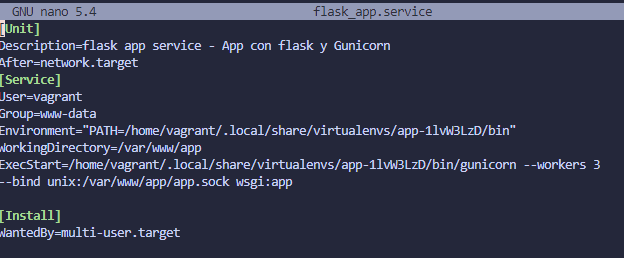 GNU nano 5.4 flask_app.service
[Unit]
Description=flask app service - App con flask y Gunicorn
After=network.target
[Service]
User=vagrant
Group=www-data
Environment="PATH=/home/vagrant/.local/share/virtualenvs/app-1lvW3LzD/bin"
WorkingDirectory=/var/www/app
ExecStart=/home/vagrant/.local/share/virtualenvs/app-1lvW3LzD/bin/gunicorn --workers 3
--bind unix:/var/www/app/app.sock wsgi:app
[Install]
WantedBy=multi-user.target